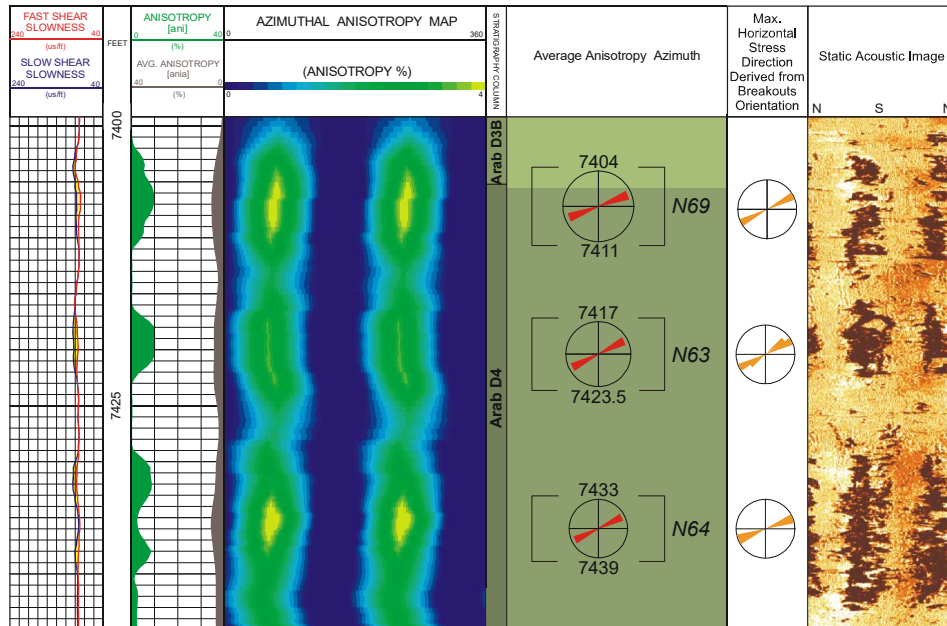 FAST SHEAR
SLOWNESS
240 40
(us/ft)
SLOW SHEAR
SLOWNESS
240 40
(us/ft)
FEET
ANISOTROPY
[ani]
0 40
(%)
AVG. ANISOTROPY
[ania]
40 0
(%)
AZIMUTHAL ANISOTROPY MAP
0 360
(ANISOTROPY %)
0 4
STRATIGRAPHY COLUMN
Average Anisotropy Azimuth
Max.
Horizontal
Stress
Direction
Derived from
Breakouts
Orientation
Static Acoustic Image
N S N
7400
7425
Arab D3B
Arab D4
7404
N69
7411
7417
N63
7423.5
7433
N64
7439